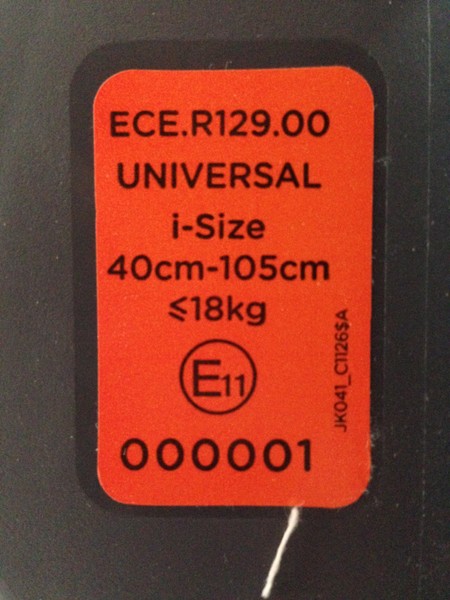 ECE.R129.00
UNIVERSAL
i-Size
40cm-105cm
≤18kg
E11
000001
JK041_C1126$A